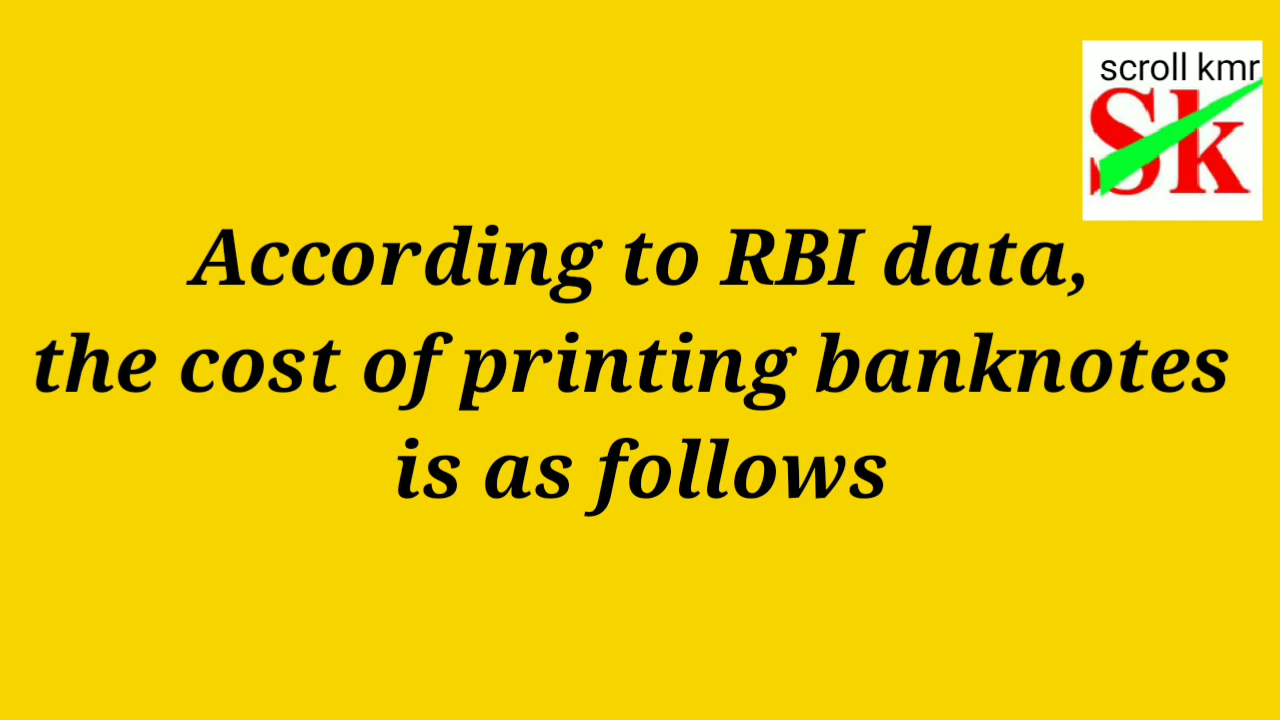 scroll kmr
Sk
According to RBI data,
the cost of printing banknotes
is as follows